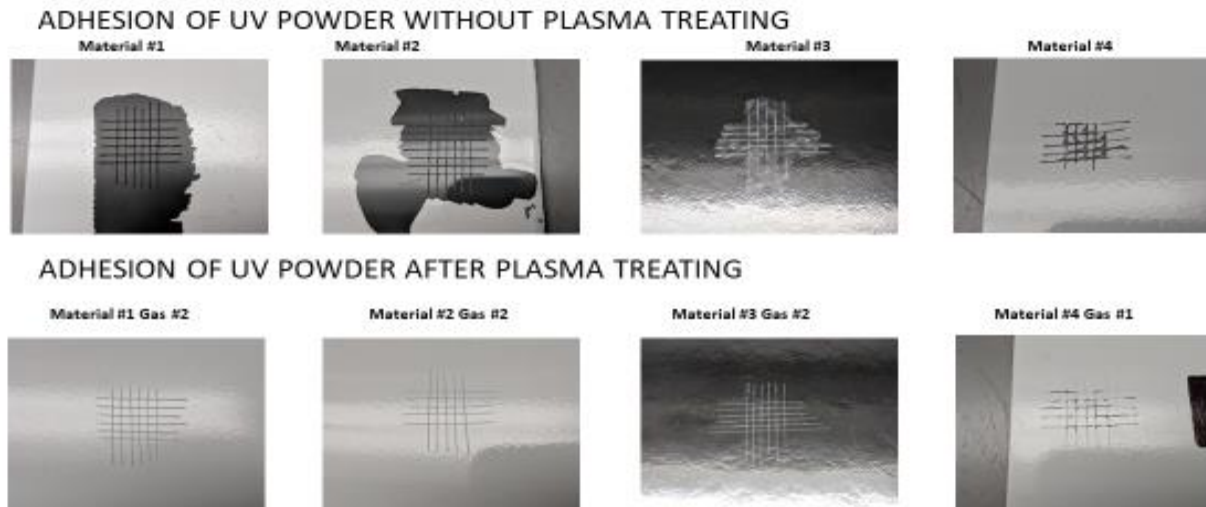 ADHESION OF UV POWDER WITHOUT PLASMA TREATING
Material #1 Material #2 Material #3 Material #4
ADHESION OF UV POWDER AFTER PLASMA TREATING
Material #1 Gas #2 Material #2 Gas #2 Material #3 Gas #2 Material #4 Gas #1